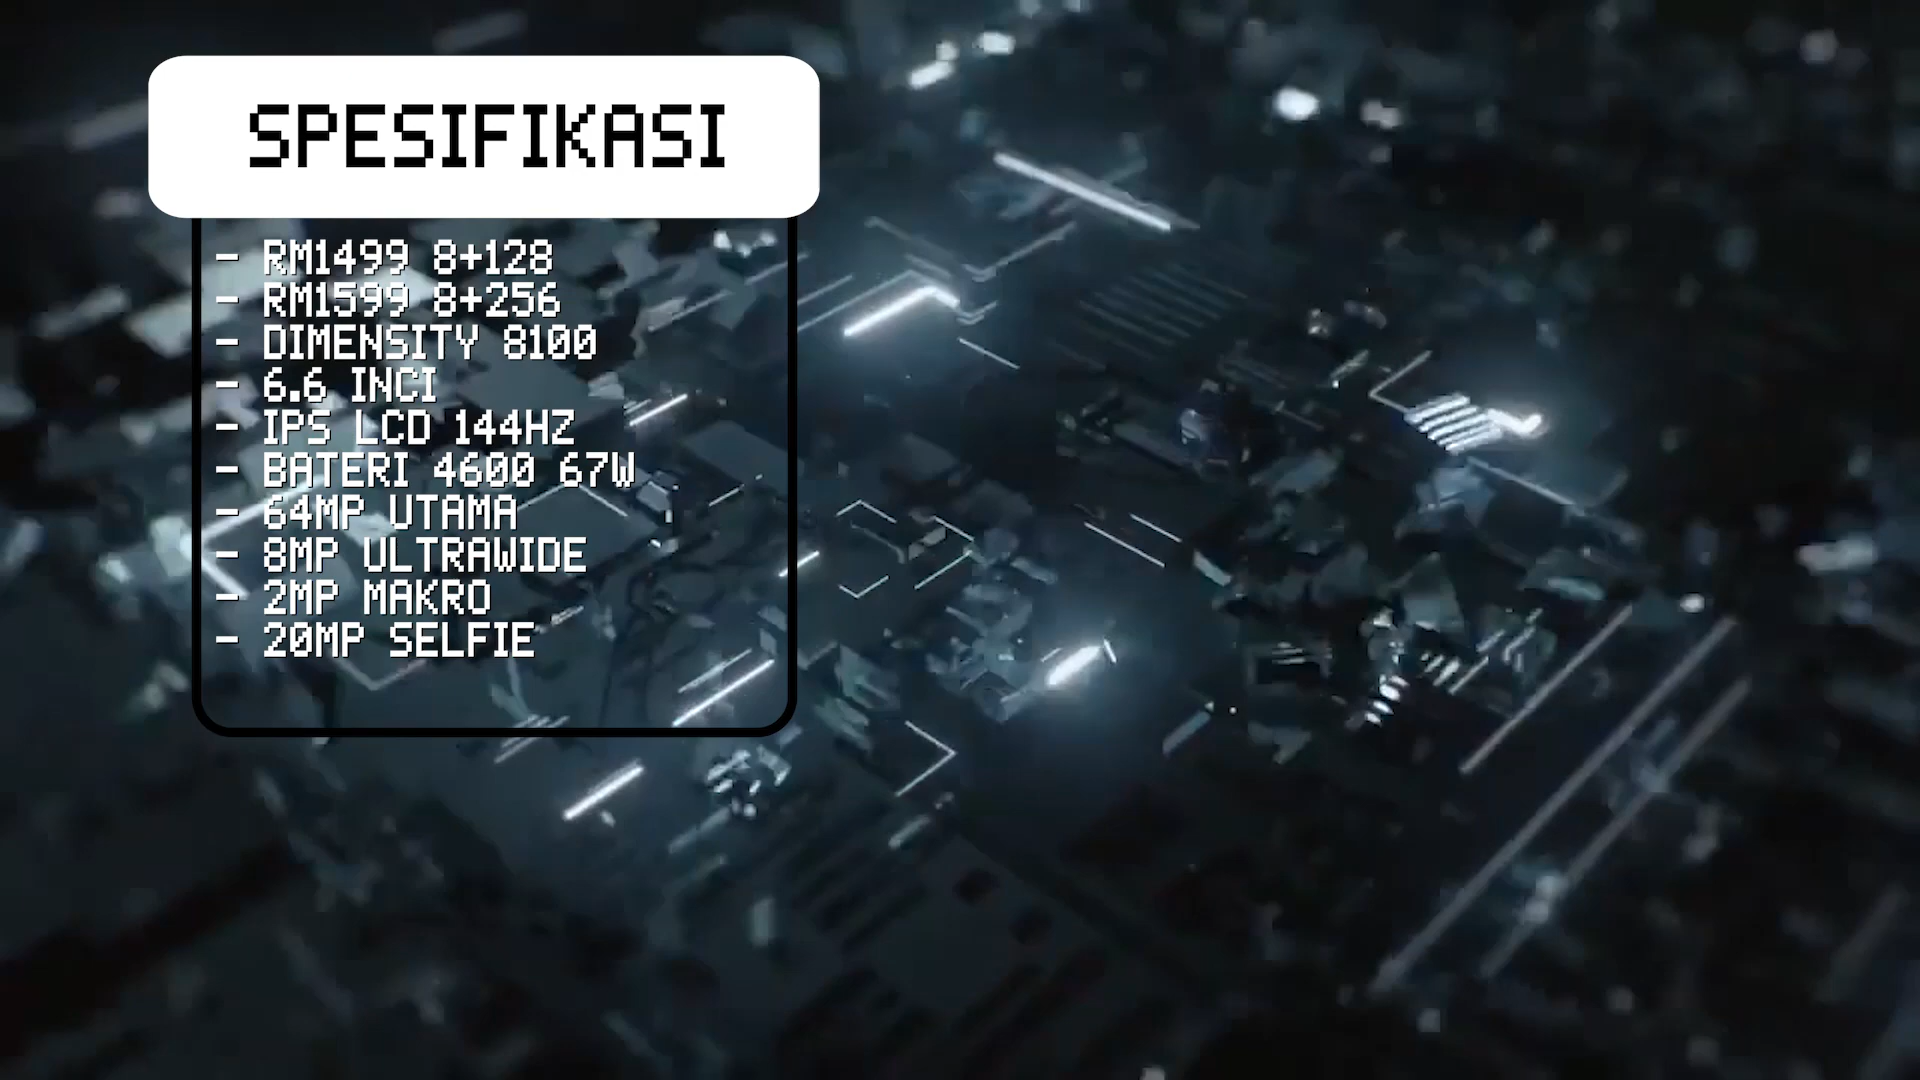 SPESIFIKASI
- RM1499 8+128
- RM1599 8+256
- DIMENSITY 8100
- 6.6 INCI
- IPS LCD 144HZ
- BATERI 4600 67W
- 64MP UTAMA
- 8MP ULTRAWIDE
- 2MP MAKRO
- 20MP SELFIE